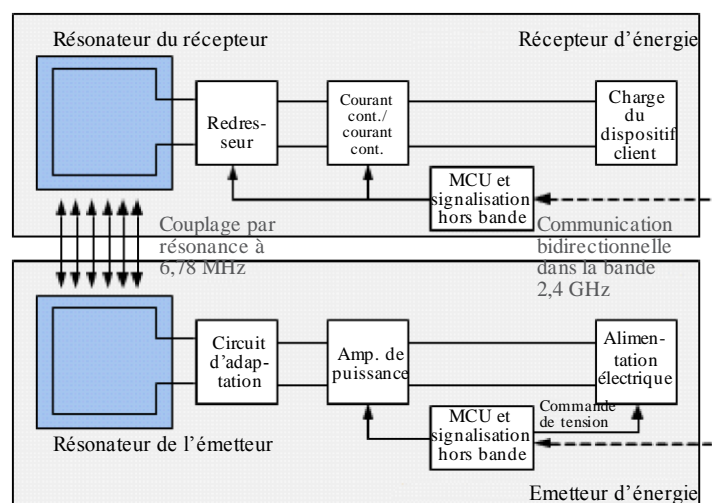 Résonateur du récepteur
Récepteur d'énergie
Redres-
seur
Courant
cont./
courant
cont.
Charge
du
dispositif
client
MCU et
signalisation
hors bande
Couplage par
résonance à
6,78 MHz
Communication
bidirectionnelle
dans la bande
2,4 GHz
Circuit
d'adap-
tation
Amp. de
puissance
Alimen-
tation
électrique
MCU et
signalisation
hors bande
Commande
de tension
Résonateur de l'émetteur
Emetteur d'énergie